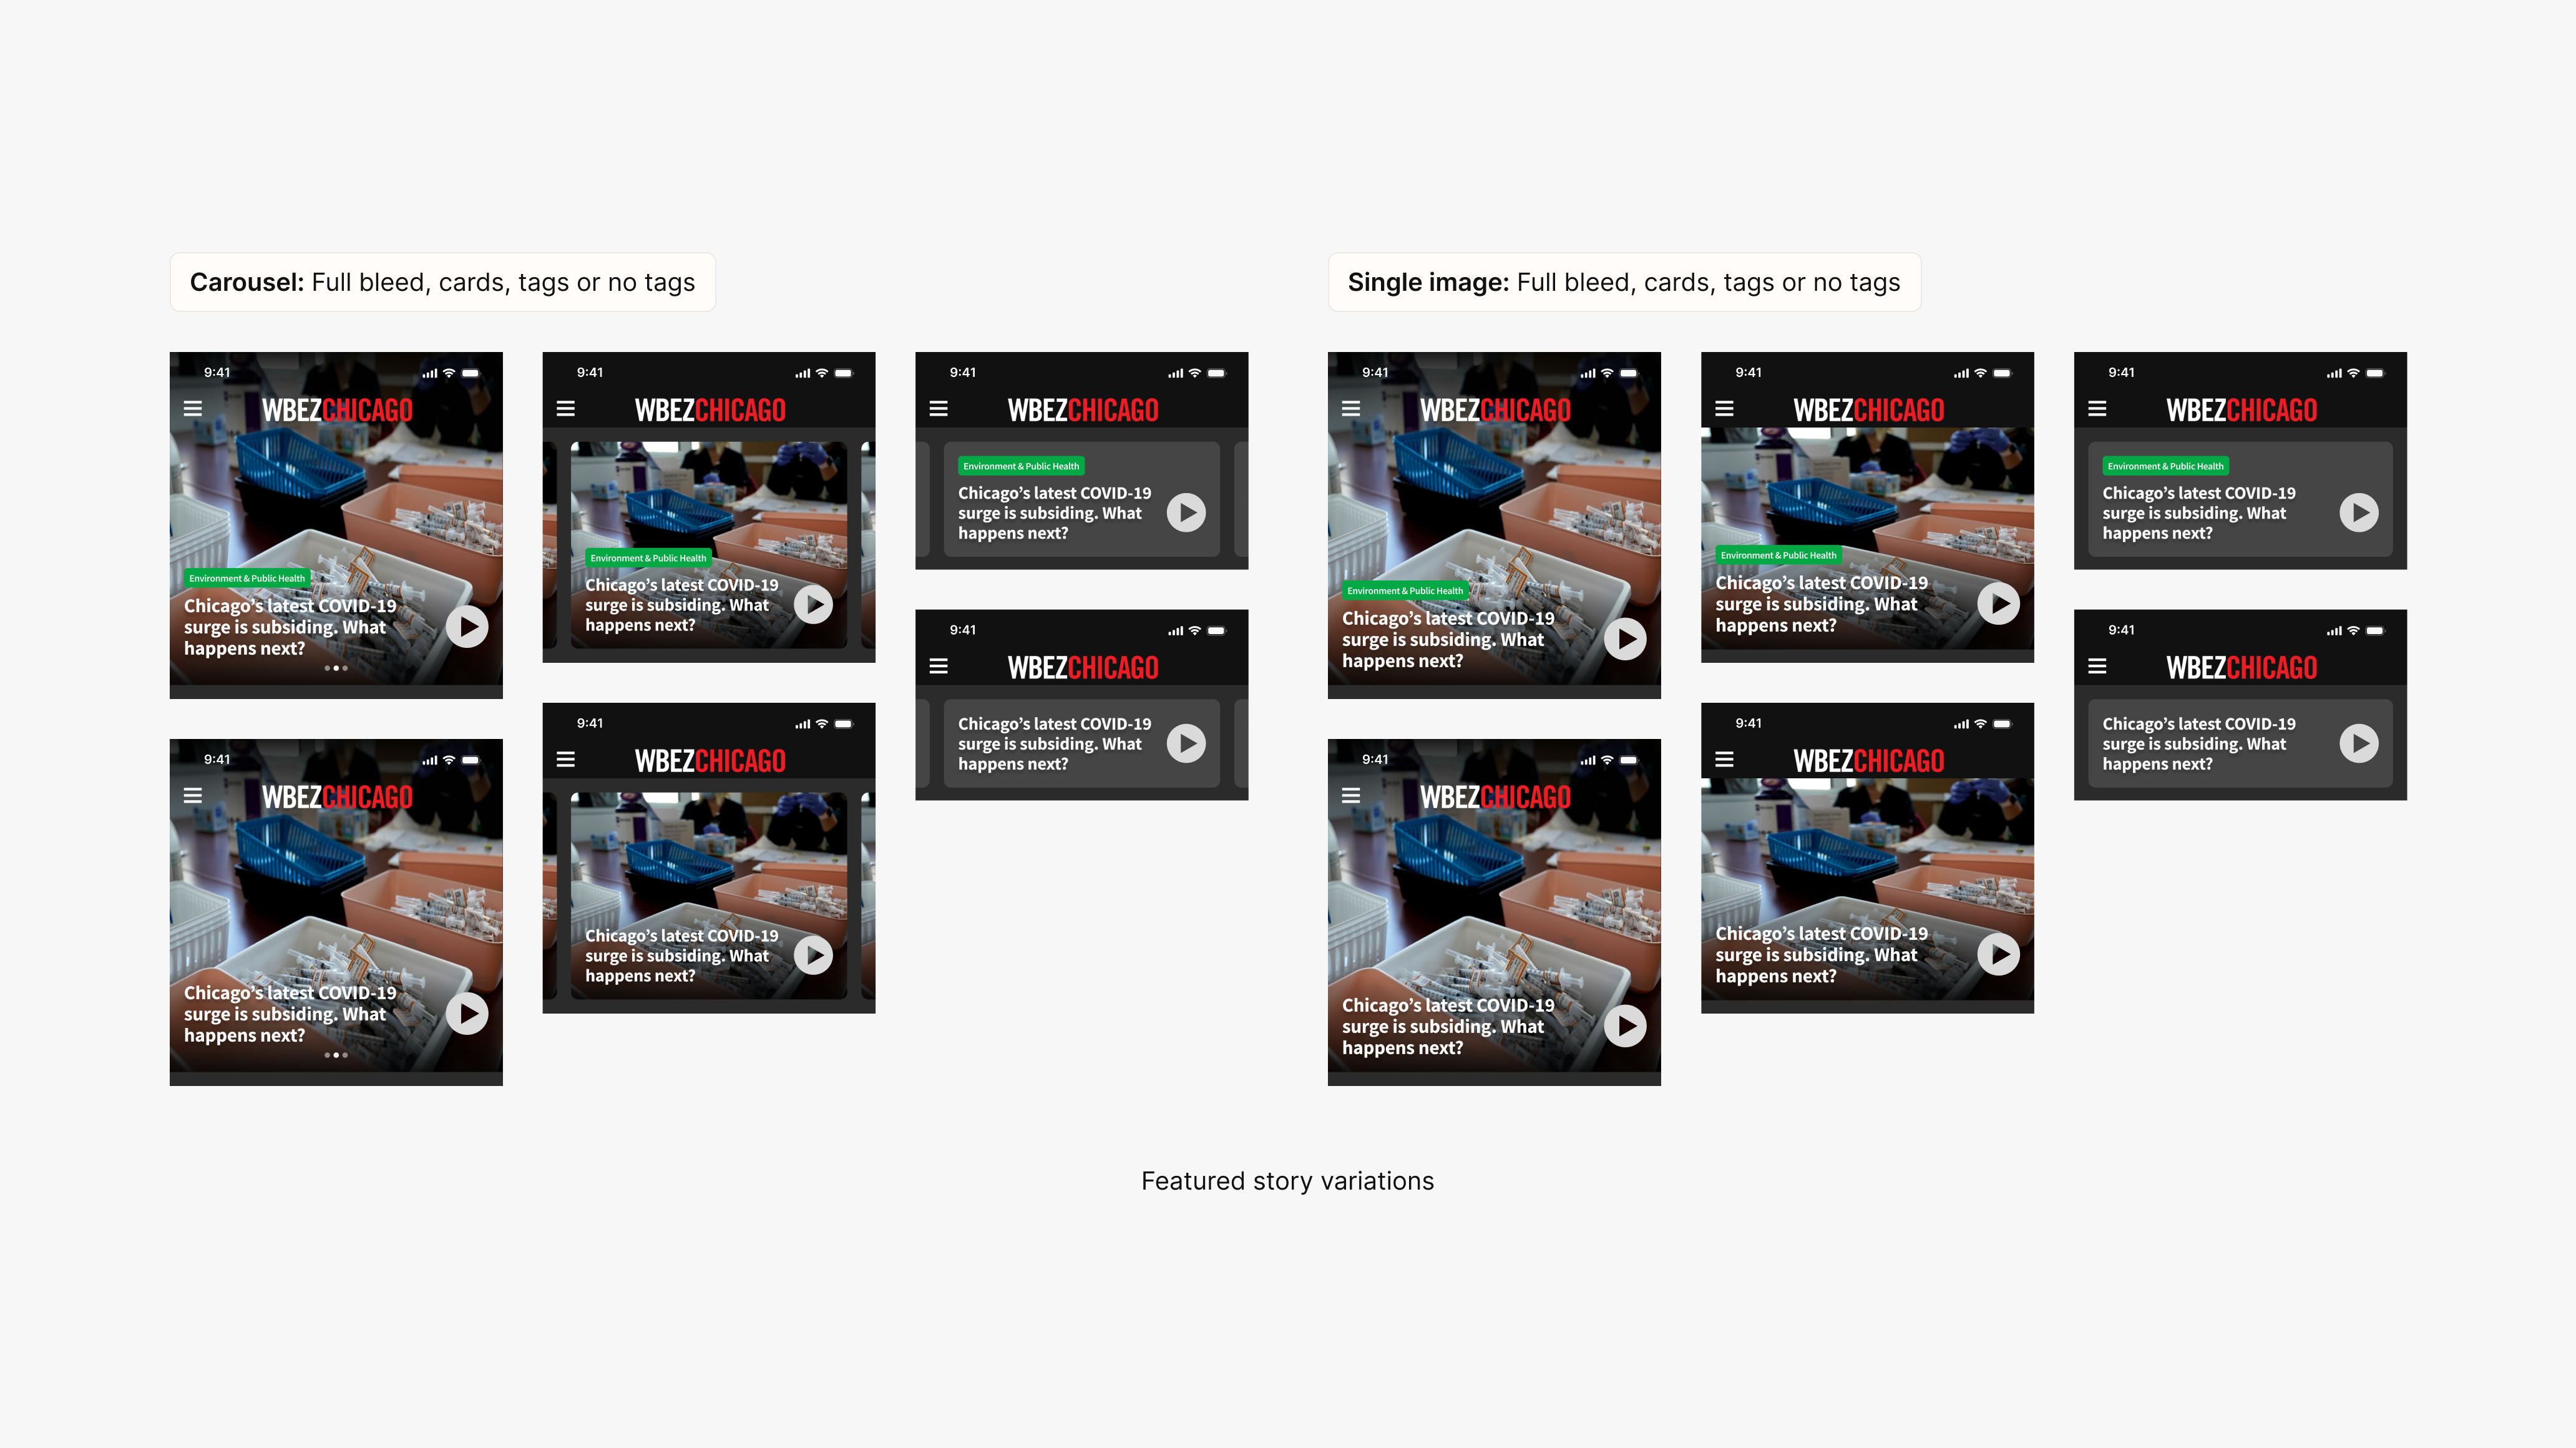 Carousel: Full bleed, cards, tags or no tags
9:41
WBEZCHICAGO
Environment & Public Health
Chicago’s latest COVID-19
surge is subsiding. What
happens next?
9:41
WBEZCHICAGO
Chicago’s latest COVID-19
surge is subsiding. What
happens next?
9:41
WBEZCHICAGO
Environment & Public Health
Chicago’s latest COVID-19
surge is subsiding. What
happens next?
9:41
WBEZCHICAGO
Chicago’s latest COVID-19
surge is subsiding. What
happens next?
9:41
WBEZCHICAGO
Environment & Public Health
Chicago’s latest COVID-19
surge is subsiding. What
happens next?
9:41
WBEZCHICAGO
Chicago’s latest COVID-19
surge is subsiding. What
happens next?
Single image: Full bleed, cards, tags or no tags
9:41
WBEZCHICAGO
Environment & Public Health
Chicago’s latest COVID-19
surge is subsiding. What
happens next?
9:41
WBEZCHICAGO
Chicago’s latest COVID-19
surge is subsiding. What
happens next?
9:41
WBEZCHICAGO
Environment & Public Health
Chicago’s latest COVID-19
surge is subsiding. What
happens next?
9:41
WBEZCHICAGO
Chicago’s latest COVID-19
surge is subsiding. What
happens next?
9:41
WBEZCHICAGO
Environment & Public Health
Chicago’s latest COVID-19
surge is subsiding. What
happens next?
9:41
WBEZCHICAGO
Chicago’s latest COVID-19
surge is subsiding. What
happens next?
Featured story variations